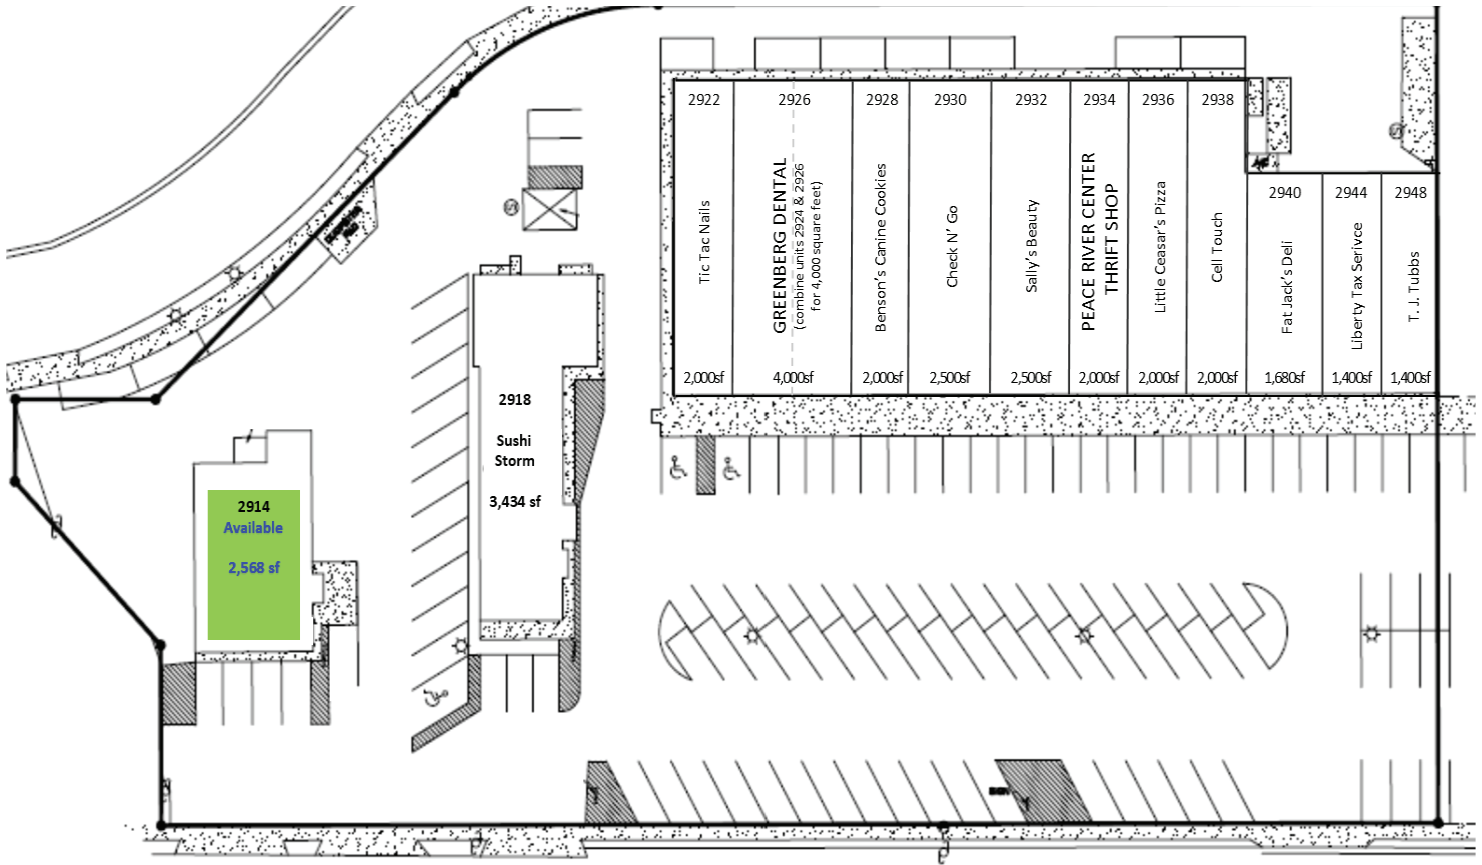 2922
2926
2928
2930
2932
2934
2936
2938
2940
2944
2948
Tic Tac Nails
GREENBERG DENTAL
(combine units 2924 & 2926
for 4,000 square feet)
Benson's Canine Cookies
Check N' Go
Sally's Beauty
PEACE RIVER CENTER
THRIFT SHOP
Little Ceasar's Pizza
Cell Touch
Fat Jack's Deli
Liberty Tax Serivce
T. J. Tubbs
2,000sf
4,000sf
2,000sf
2,500sf
2,500sf
2,000sf
2,000sf
2,000sf
1,680sf
1,400sf
1,400sf
2918
Sushi
Storm
3,434 sf
2914
Available
2,568 sf
S
S